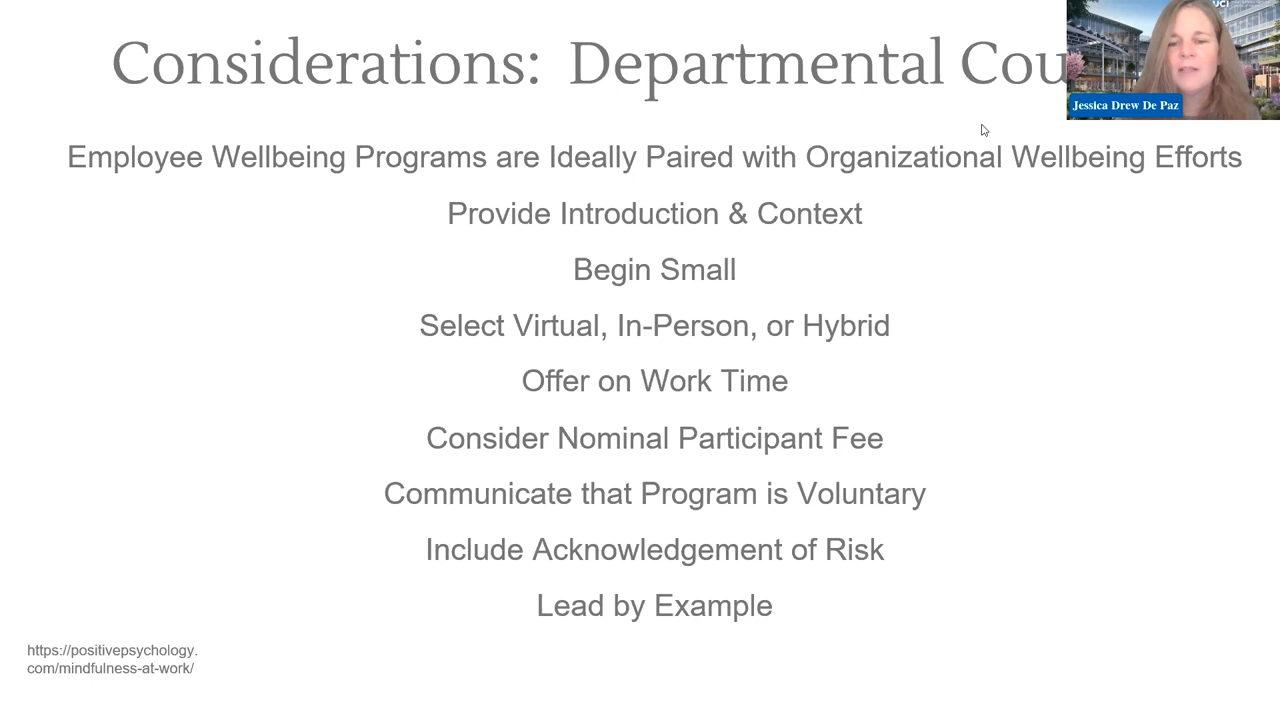 Considerations: Departmental Cou
UCI
Jessica Drew De Paz
Employee Wellbeing Programs are Ideally Paired with Organizational Wellbeing Efforts
Provide Introduction & Context
Begin Small
Select Virtual, In-Person, or Hybrid
Offer on Work Time
Consider Nominal Participant Fee
Communicate that Program is Voluntary
Include Acknowledgement of Risk
Lead by Example
https://positivepsychology.
com/mindfulness-at-work/